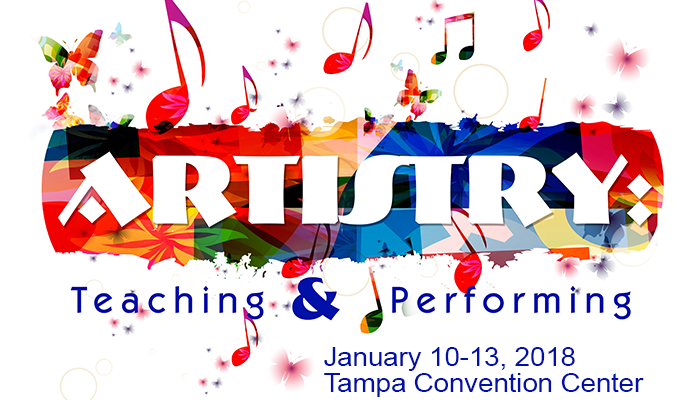 ARTISTRY:
Teaching & Performing
January 10-13, 2018
Tampa Convention Center